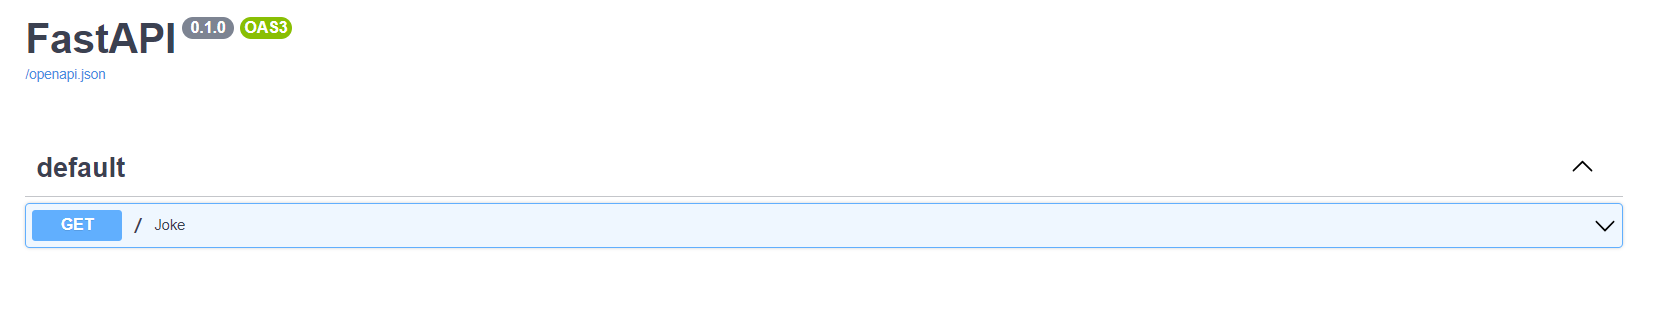 FastAPI 0.1.0 OAS3
/openapi.json
default
GET / Joke